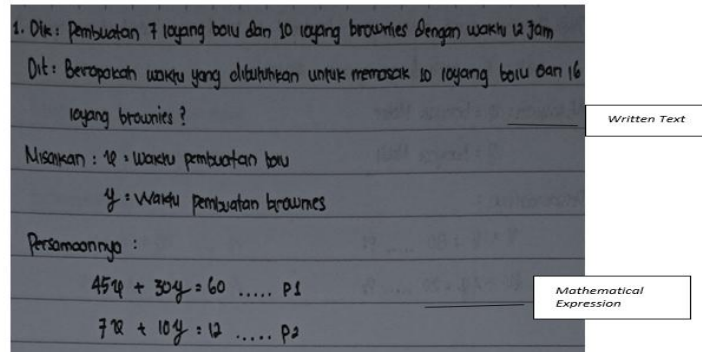 1. Dik : Pembuatan 7 loyang bolu dan 10 loyang brownies dengan waktu 12 Jam
Dit : Berapakah waktu yang dibutuhkan untuk memasak 10 loyang bolu dan 16
loyang brownies ?
Written Text
Misalkan : x = Waktu pembuatan bolu
y = Waktu pembuatan brownies
Persamaannya :
45x + 30y = 60 ..... P1
Mathematical
Expression
7x + 10y = 12 ..... P2